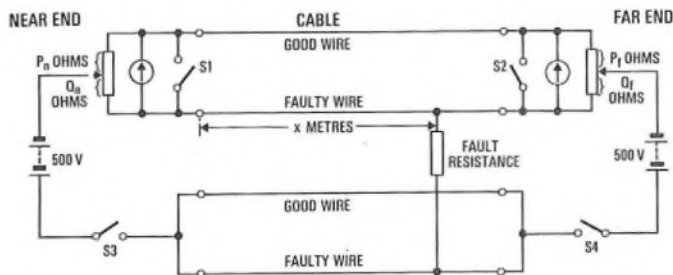 NEAR END
CABLE
FAR END
GOOD WIRE
Pn OHMS
Qn
OHMS
S1
S2
Pf OHMS
Qf
OHMS
FAULTY WIRE
x METRES
500 V
FAULT
RESISTANCE
500 V
GOOD WIRE
S3
S4
FAULTY WIRE